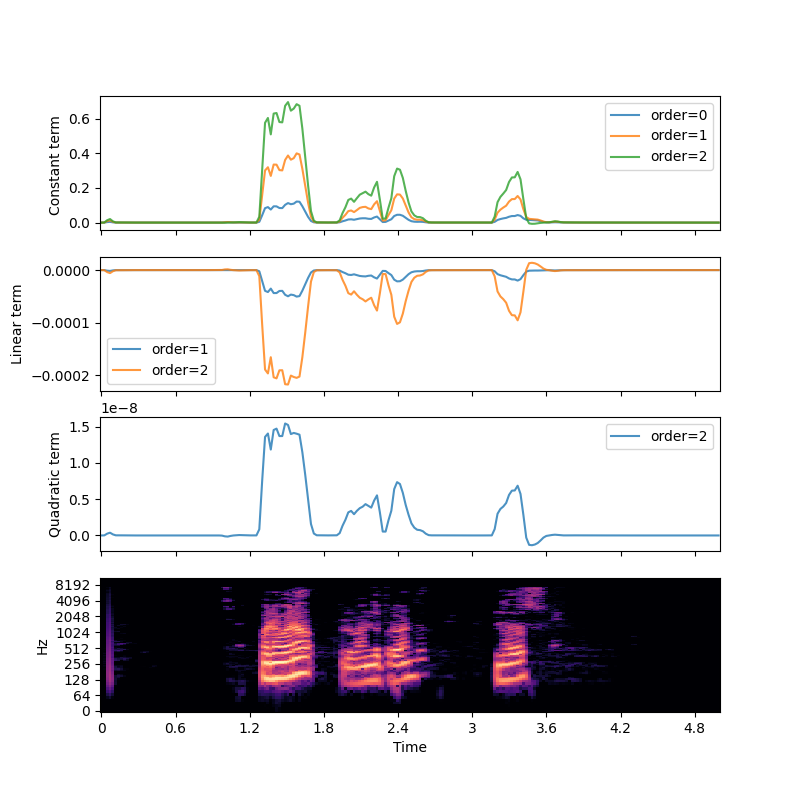 Constant term
0.6
0.4
0.2
0.0
order=0
order=1
order=2
Linear term
0.0000
−0.0001
−0.0002
order=1
order=2
1e−8
Quadratic term
1.5
1.0
0.5
0.0
order=2
Hz
8192
4096
2048
1024
512
256
128
64
0
0 0.6 1.2 1.8 2.4 3 3.6 4.2 4.8
Time